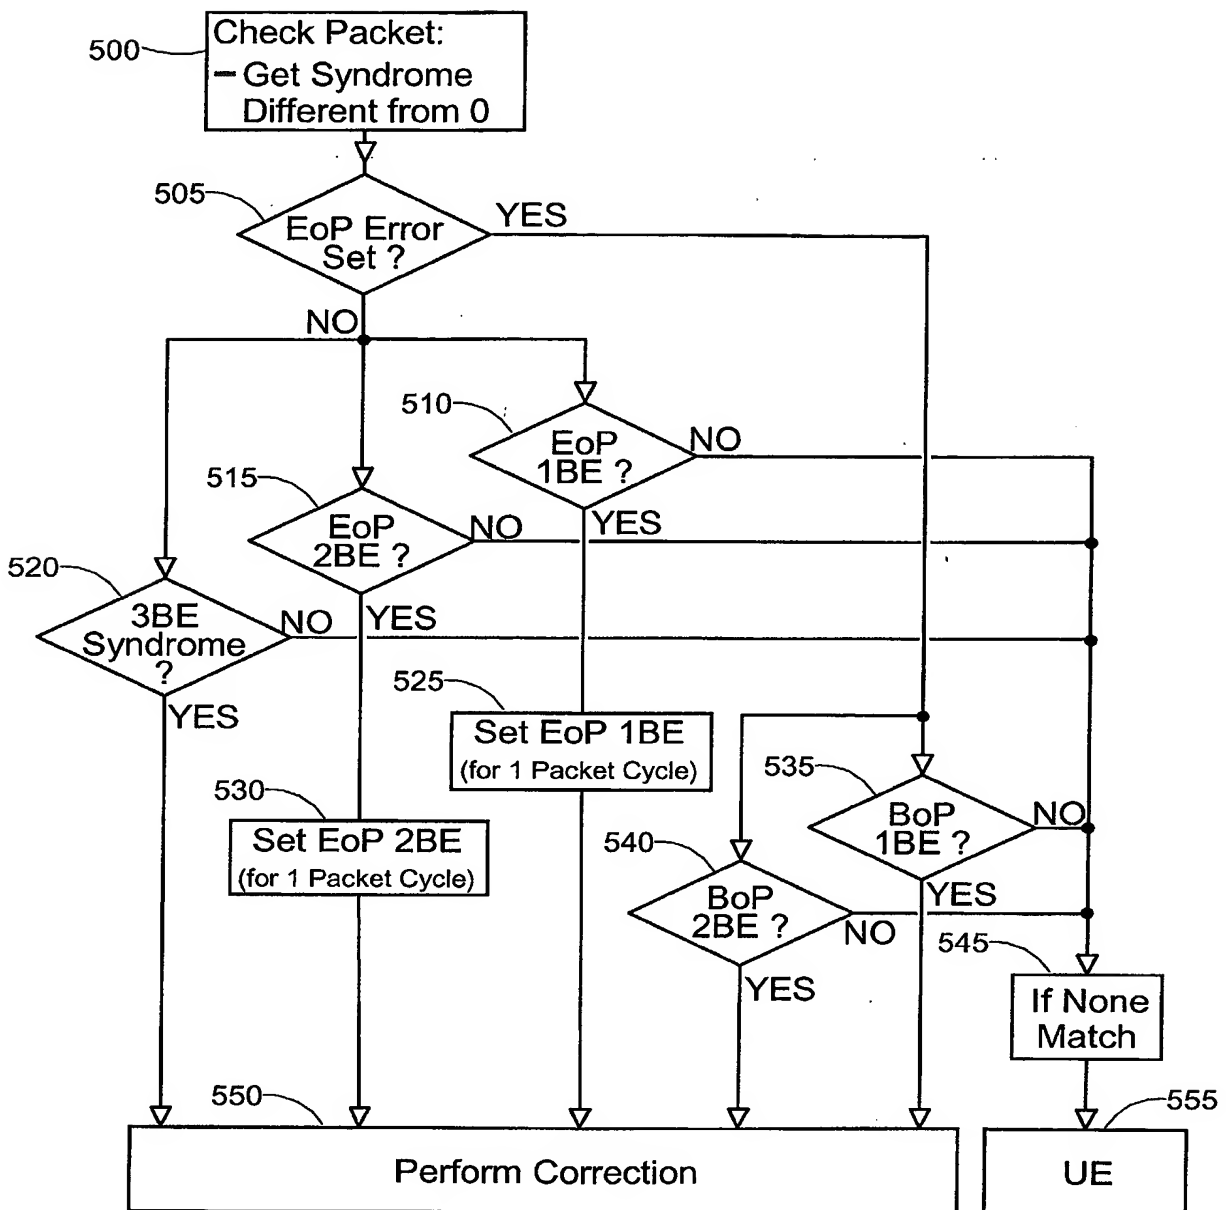 500
Check Packet:
– Get Syndrome
Different from 0
505
EoP Error
Set ?
YES
NO
510
EoP
1BE ?
NO
YES
515
EoP
2BE ?
NO
YES
520
3BE
Syndrome
?
NO
YES
525
Set EoP 1BE
(for 1 Packet Cycle)
530
Set EoP 2BE
(for 1 Packet Cycle)
535
BoP
1BE ?
NO
YES
540
BoP
2BE ?
NO
YES
545
If None
Match
550
Perform Correction
555
UE